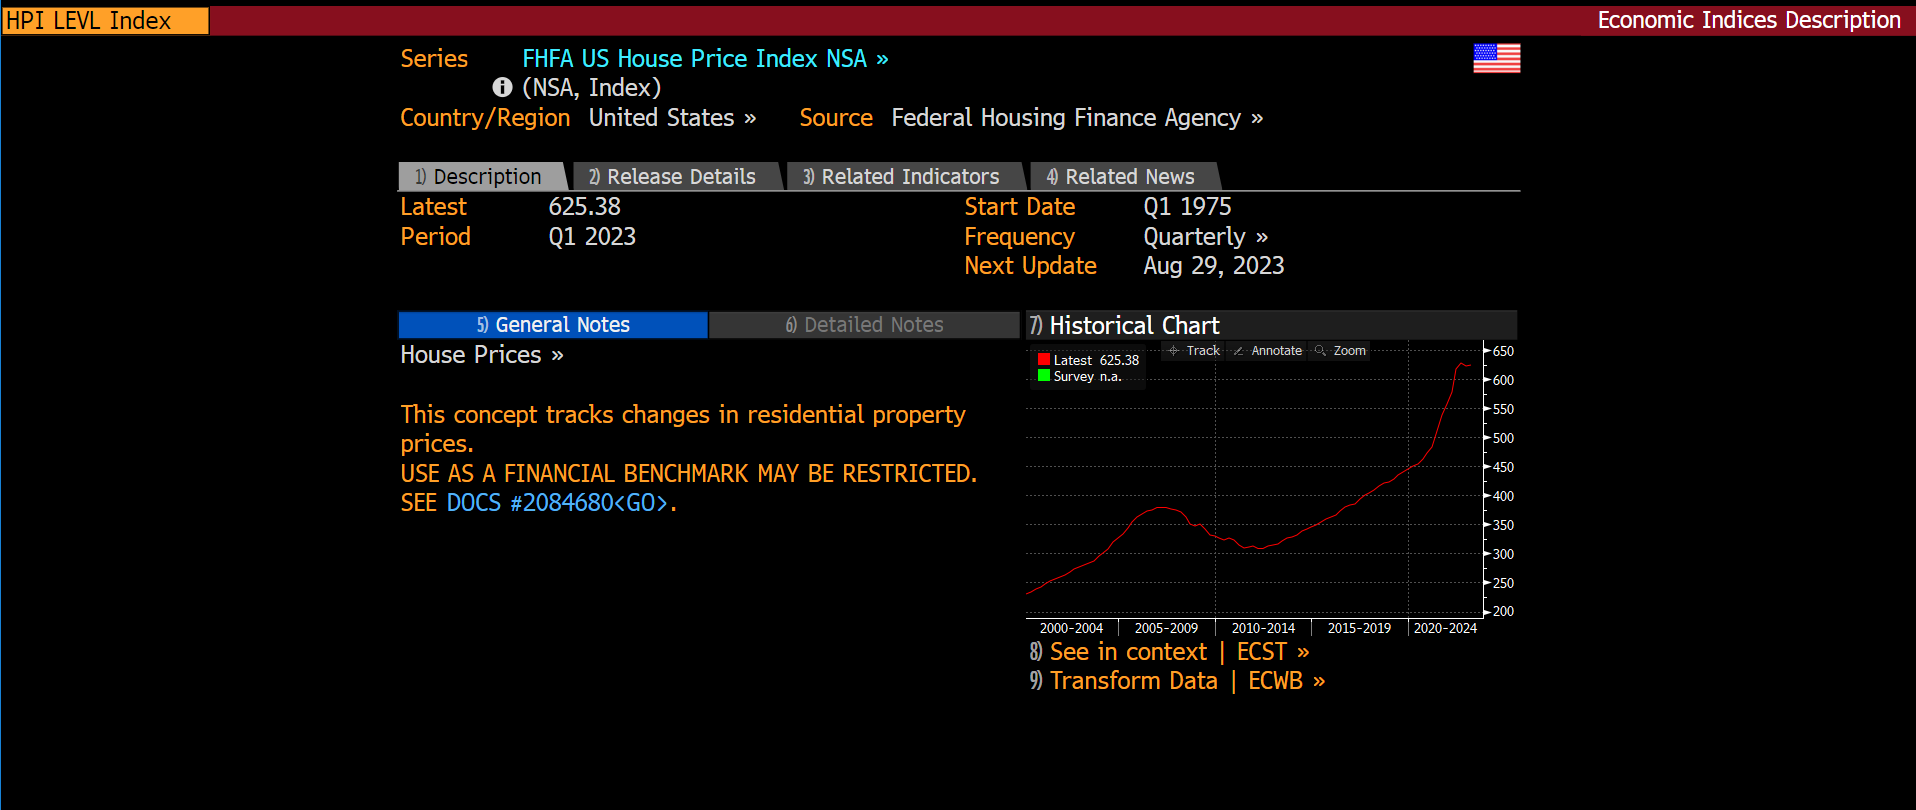 HPI LEVL Index
Economic Indices Description
Series FHFA US House Price Index NSA »
(NSA, Index)
Country/Region United States » Source Federal Housing Finance Agency »
1) Description 2) Release Details 3) Related Indicators 4) Related News
Latest 625.38 Start Date Q1 1975
Period Q1 2023 Frequency Quarterly »
Next Update Aug 29, 2023
5) General Notes 6) Detailed Notes 7) Historical Chart
House Prices »
This concept tracks changes in residential property
prices.
USE AS A FINANCIAL BENCHMARK MAY BE RESTRICTED.
SEE DOCS #2084680<GO>.
Track Annotate Zoom
Latest 625.38
Survey n.a.
650
600
550
500
450
400
350
300
250
200
2000-2004 2005-2009 2010-2014 2015-2019 2020-2024
8) See in context | ECST »
9) Transform Data | ECWB »